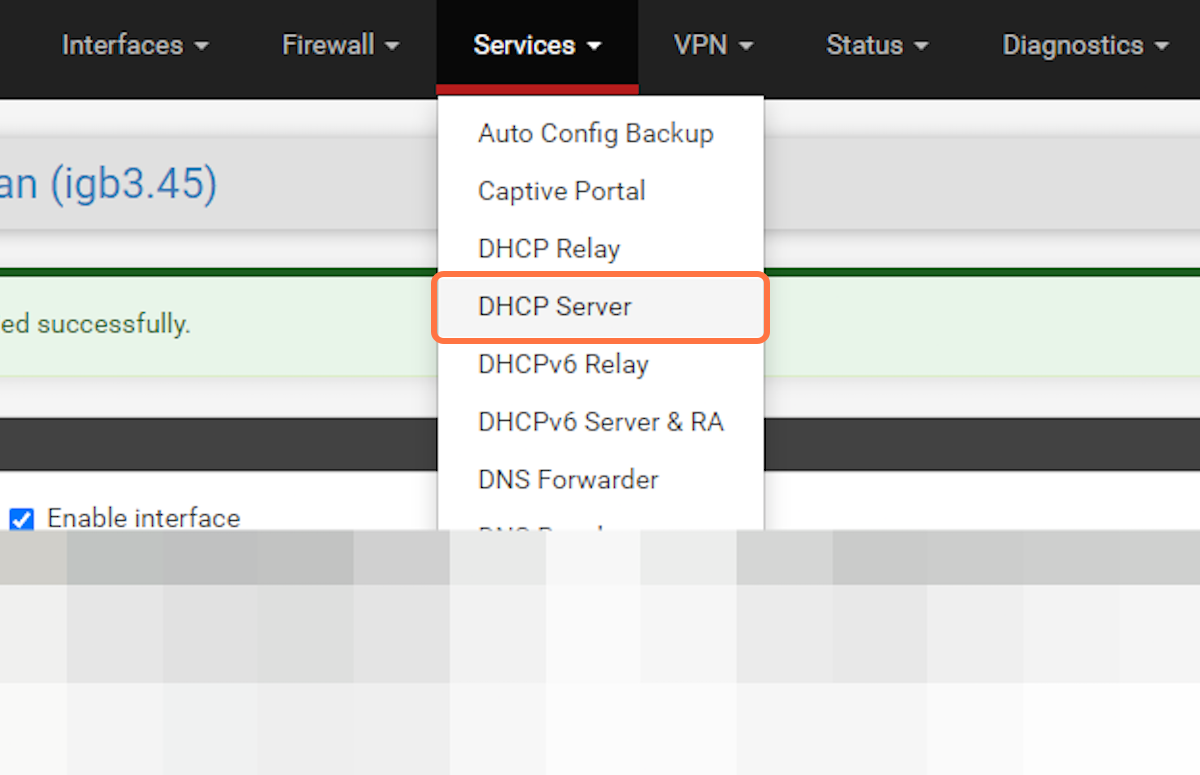 Interfaces Firewall Services VPN Status Diagnostics
Auto Config Backup
an (igb3.45)
Captive Portal
DHCP Relay
DHCP Server
ed successfully.
DHCPv6 Relay
DHCPv6 Server & RA
DNS Forwarder
Enable interface